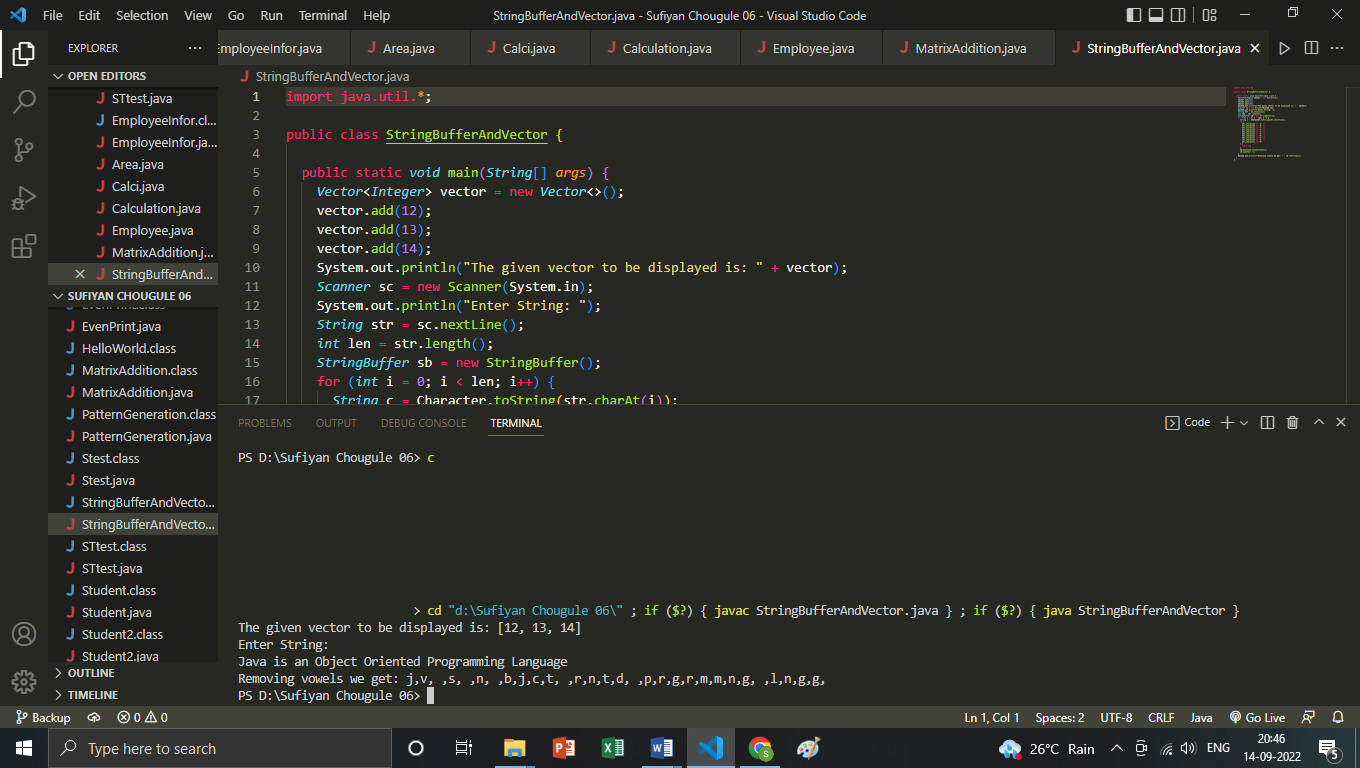 File Edit Selection View Go Run Terminal Help
StringBufferAndVector.java - Sufiyan Chougule 06 - Visual Studio Code
EXPLORER
EmployeeInfor.java Area.java Calci.java Calculation.java Employee.java MatrixAddition.java StringBufferAndVector.java
OPEN EDITORS
STtest.java
EmployeeInfor.cl...
EmployeeInfor.ja...
Area.java
Calci.java
Calculation.java
Employee.java
MatrixAddition.j...
StringBufferAnd...
SUFIYAN CHOUGULE 06
EvenPrint.class
EvenPrint.java
HelloWorld.class
MatrixAddition.class
MatrixAddition.java
PatternGeneration.class
PatternGeneration.java
Stest.class
Stest.java
StringBufferAndVecto...
StringBufferAndVecto...
STtest.class
STtest.java
Student.class
Student.java
Student2.class
Student2.java
OUTLINE
TIMELINE
StringBufferAndVector.java
1 import java.util.*;
2
3 public class StringBufferAndVector {
4
5 public static void main(String[] args) {
6 Vector<Integer> vector = new Vector<>();
7 vector.add(12);
8 vector.add(13);
9 vector.add(14);
10 System.out.println("The given vector to be displayed is: " + vector);
11 Scanner sc = new Scanner(System.in);
12 System.out.println("Enter String: ");
13 String str = sc.nextLine();
14 int len = str.length();
15 StringBuffer sb = new StringBuffer();
16 for (int i = 0; i < len; i++) {
17 String c = Character.toString(str.charAt(i));
PROBLEMS OUTPUT DEBUG CONSOLE TERMINAL
Code
PS D:\Sufiyan Chougule 06> c
> cd "d:\Sufiyan Chougule 06\" ; if ($?) { javac StringBufferAndVector.java } ; if ($?) { java StringBufferAndVector }
The given vector to be displayed is: [12, 13, 14]
Enter String:
Java is an Object Oriented Programming Language
Removing vowels we get: j,v, ,s, ,n, ,b,j,c,t, ,r,n,t,d, ,p,r,g,r,m,m,n,g, ,l,n,g,g,
PS D:\Sufiyan Chougule 06>
Backup 0 0
Ln 1, Col 1 Spaces: 2 UTF-8 CRLF Java Go Live
Type here to search
26°C Rain ENG
20:46
14-09-2022
5